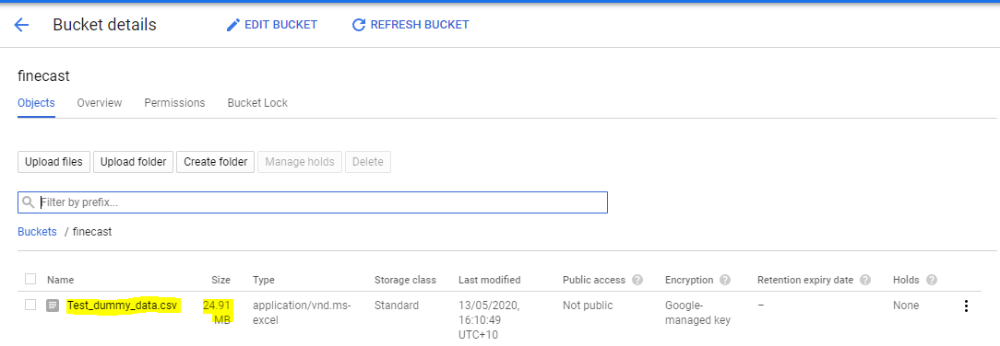 Bucket details
EDIT BUCKET
REFRESH BUCKET
finecast
Objects
Overview
Permissions
Bucket Lock
Upload files
Upload folder
Create folder
Manage holds
Delete
Filter by prefix...
Buckets / finecast
Name
Size
Type
Storage class
Last modified
Public access
Encryption
Retention expiry date
Holds
Test_dummy_data.csv
24.91
MB
application/vnd.ms-
excel
Standard
13/05/2020,
16:10:49
UTC+10
Not public
Google-
managed key
–
None